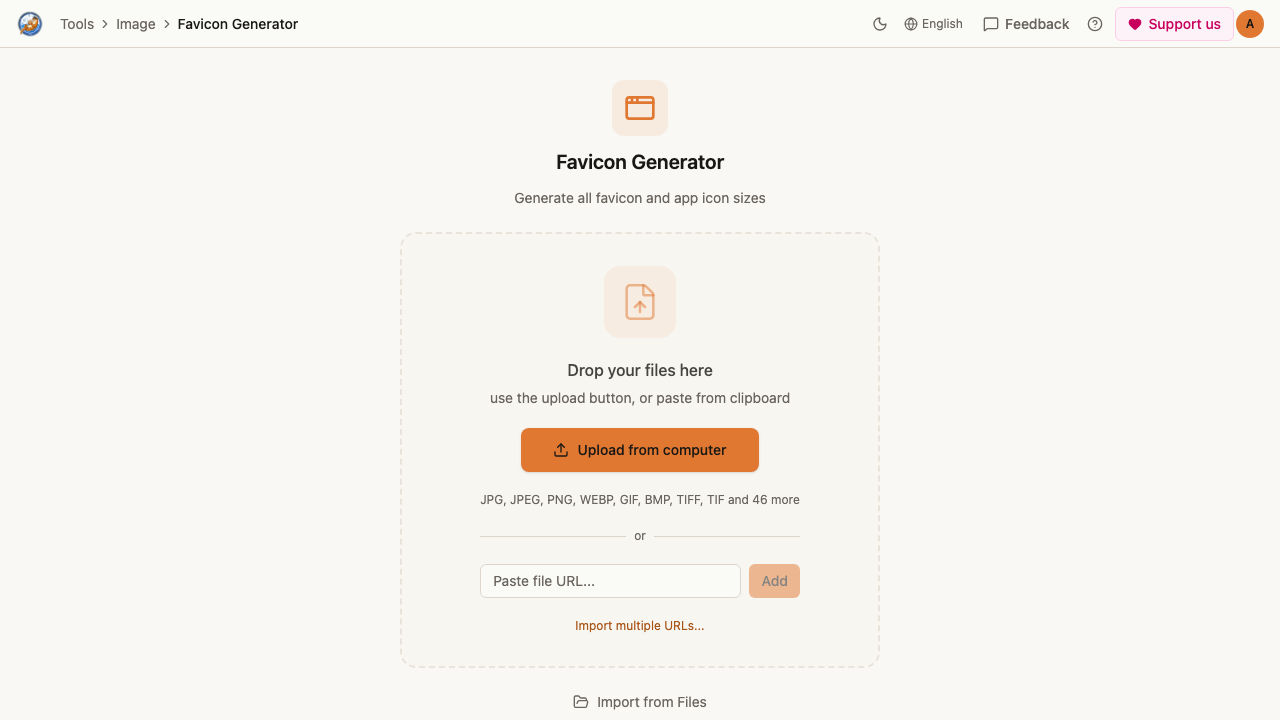 Tools > Image > Favicon Generator
English
Feedback
Support us
A
Favicon Generator
Generate all favicon and app icon sizes
Drop your files here
use the upload button, or paste from clipboard
Upload from computer
JPG, JPEG, PNG, WEBP, GIF, BMP, TIFF, TIF and 46 more
or
Paste file URL...
Add
Import multiple URLs...
Import from Files